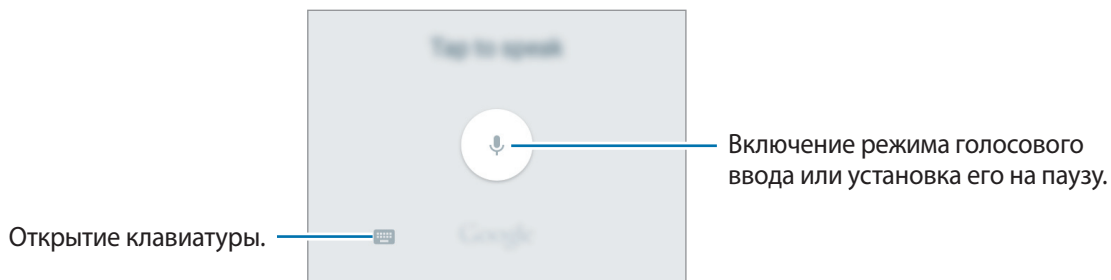 Tap to speak
Включение режима голосового
ввода или установка его на паузу.
Открытие клавиатуры.
Google